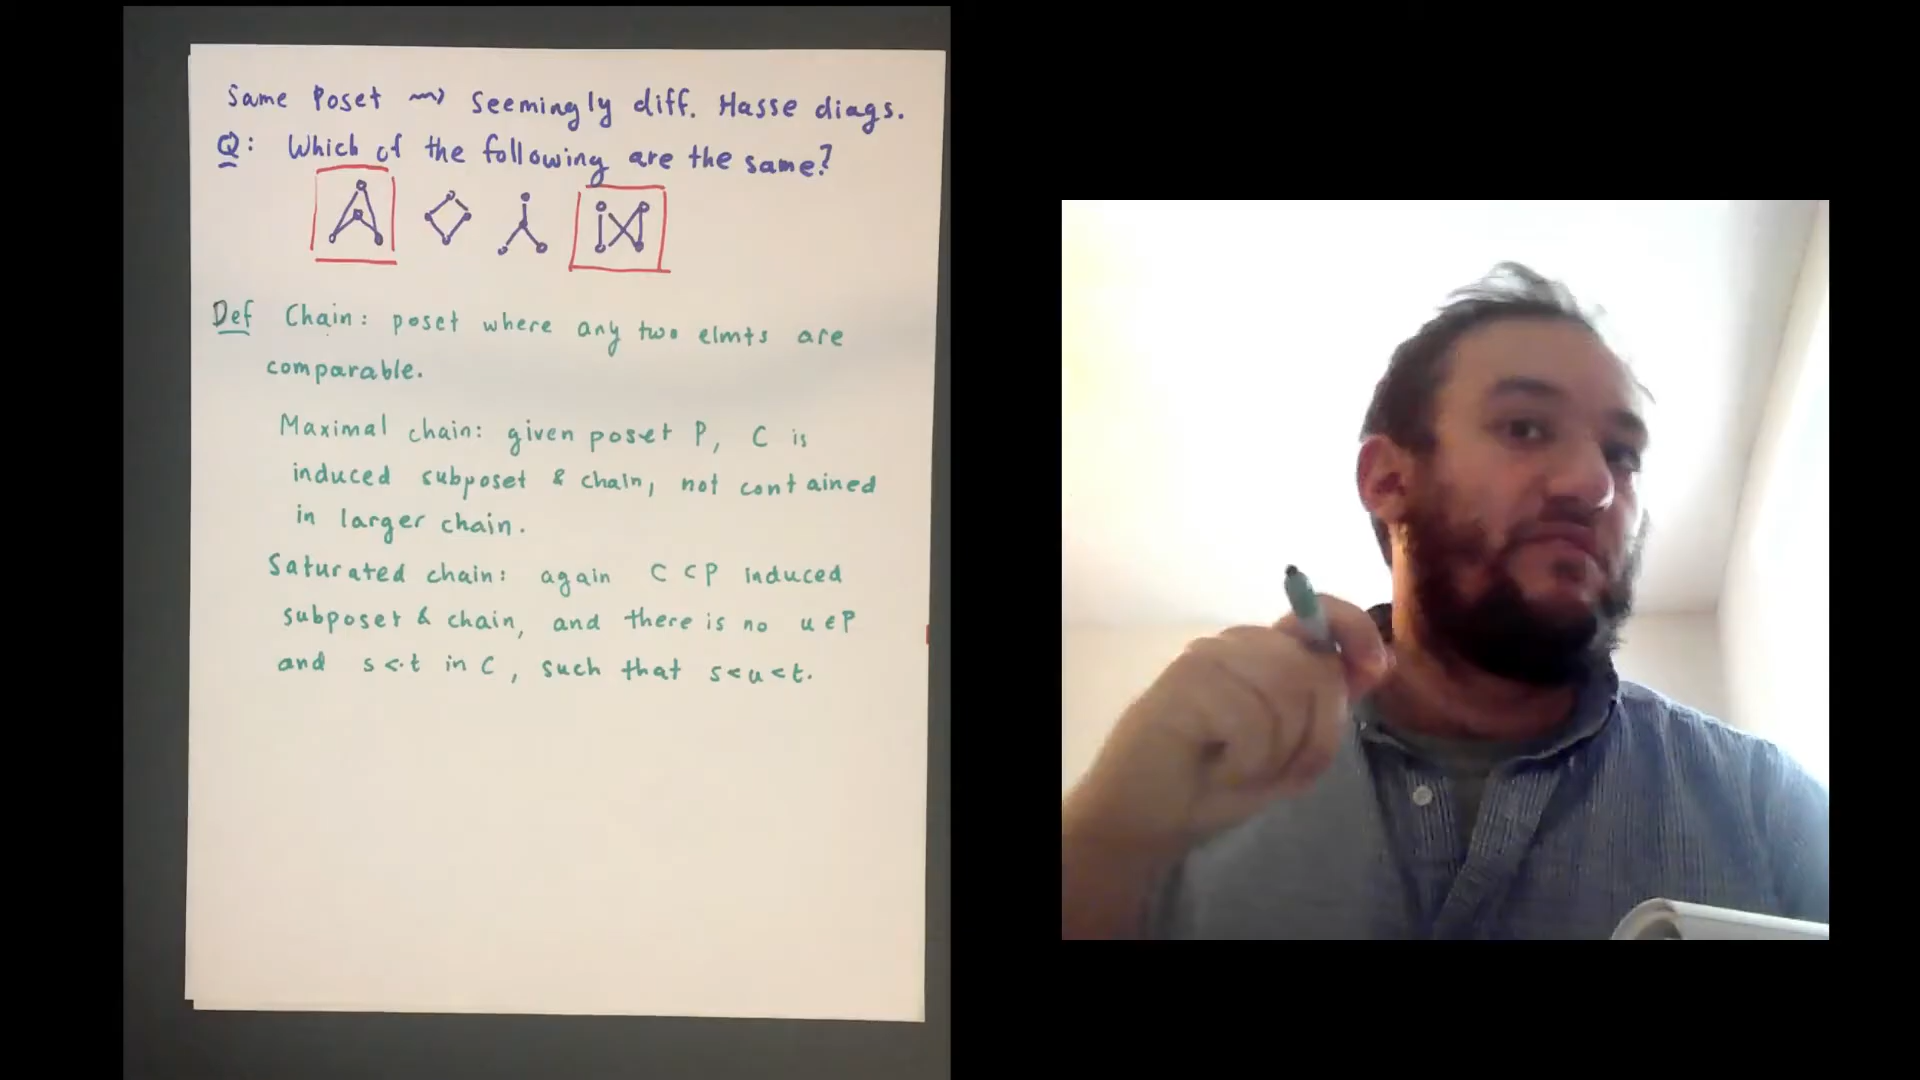 Same Poset ⇝ Seemingly diff. Hasse diags.
Q: Which of the following are the same?
Def Chain: poset where any two elmts are
comparable.
Maximal chain: given poset P, C is
induced subposet & chain, not contained
in larger chain.
Saturated chain: again C ⊂ P induced
subposet & chain, and there is no u ∈ P
and s <· t in C, such that s < u < t.